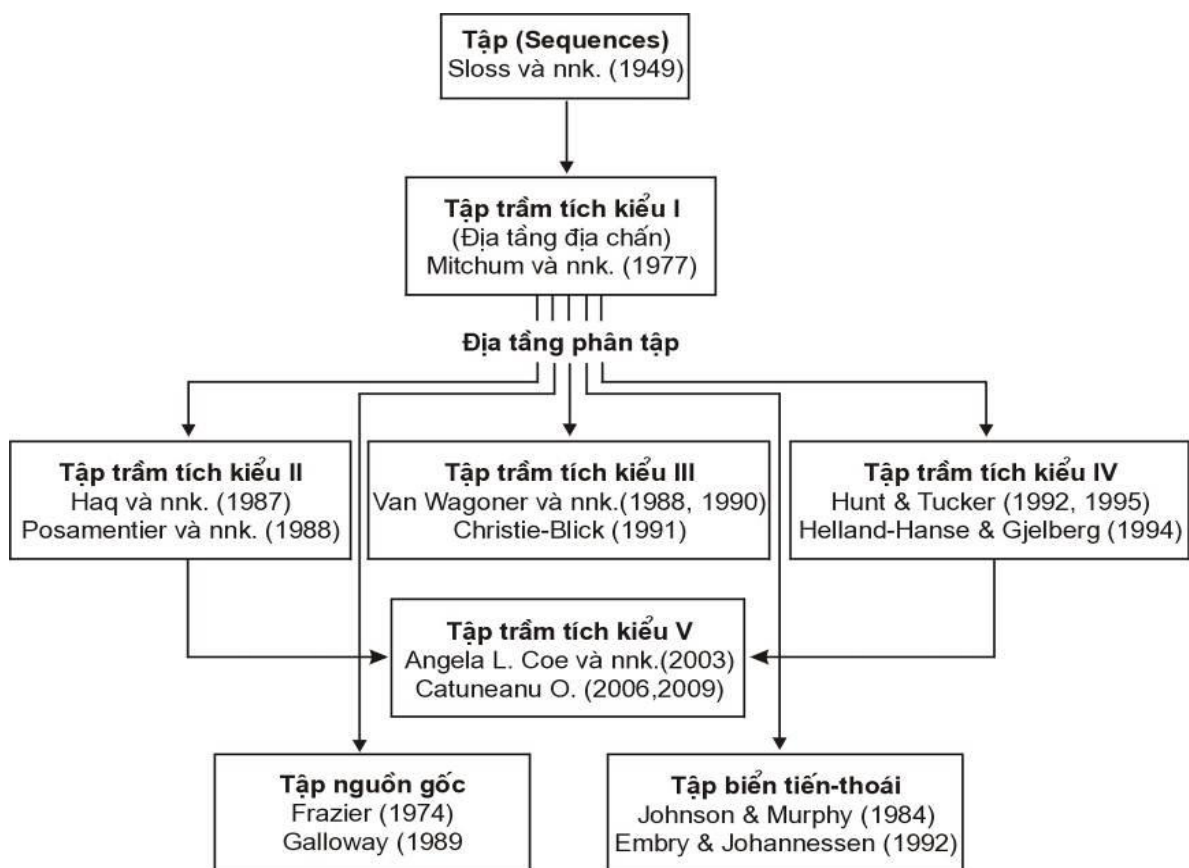 Tập (Sequences)
Sloss và nnk. (1949)
Tập trầm tích kiểu I
(Địa tầng địa chấn)
Mitchum và nnk. (1977)
Địa tầng phân tập
Tập trầm tích kiểu II
Haq và nnk. (1987)
Posamentier và nnk. (1988)
Tập trầm tích kiểu III
Van Wagoner và nnk.(1988, 1990)
Christie-Blick (1991)
Tập trầm tích kiểu IV
Hunt & Tucker (1992, 1995)
Helland-Hanse & Gjelberg (1994)
Tập trầm tích kiểu V
Angela L. Coe và nnk.(2003)
Catuneanu O. (2006,2009)
Tập nguồn gốc
Frazier (1974)
Galloway (1989
Tập biển tiến-thoái
Johnson & Murphy (1984)
Embry & Johannessen (1992)